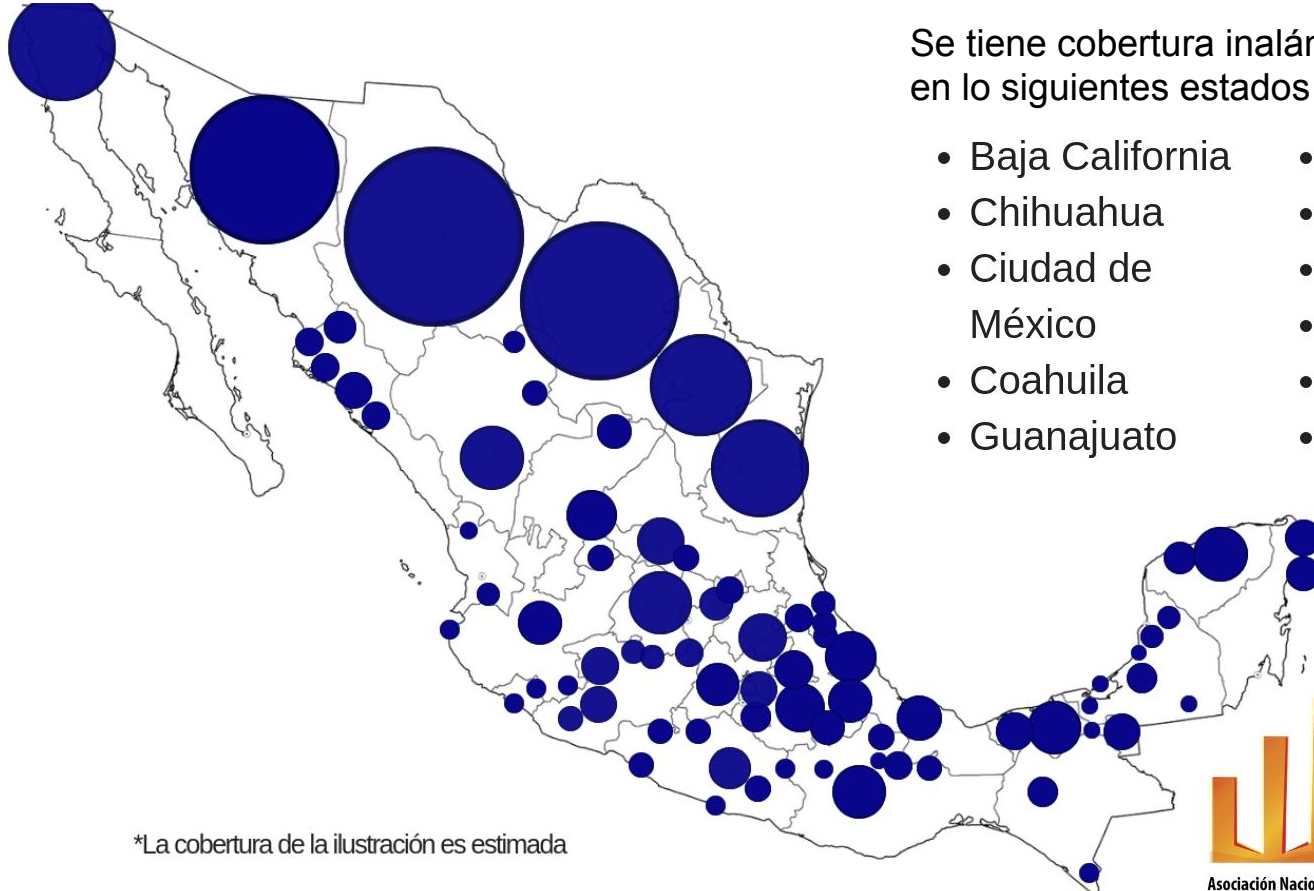 Se tiene cobertura inalár
en lo siguientes estados
• Baja California
• Chihuahua
• Ciudad de
México
• Coahuila
• Guanajuato
*La cobertura de la ilustración es estimada
Asociación Nacio